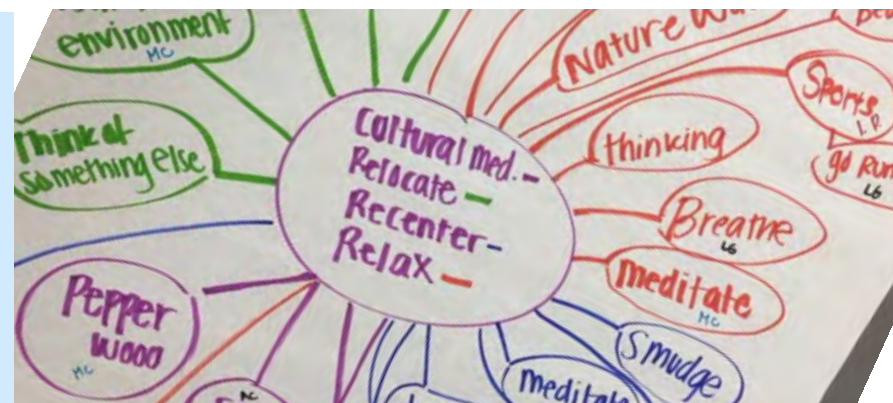 environment
MC
Think of
something else
Pepper
wood
MC
AC
Cultural med. -
Relocate -
Recenter -
Relax -
Nature
Sports
I.P.
go Run
LG
thinking
Breathe
LG
meditate
MC
Smudge